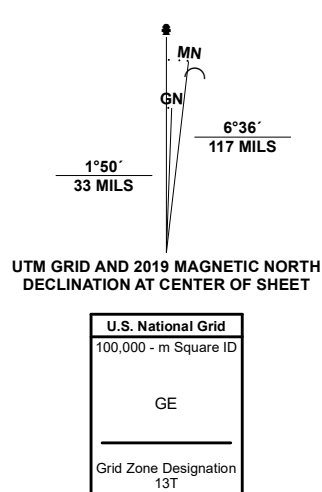 MN
GN
6°36´
117 MILS
1°50´
33 MILS
UTM GRID AND 2019 MAGNETIC NORTH
DECLINATION AT CENTER OF SHEET
U.S. National Grid
100,000 - m Square ID
GE
Grid Zone Designation
13T